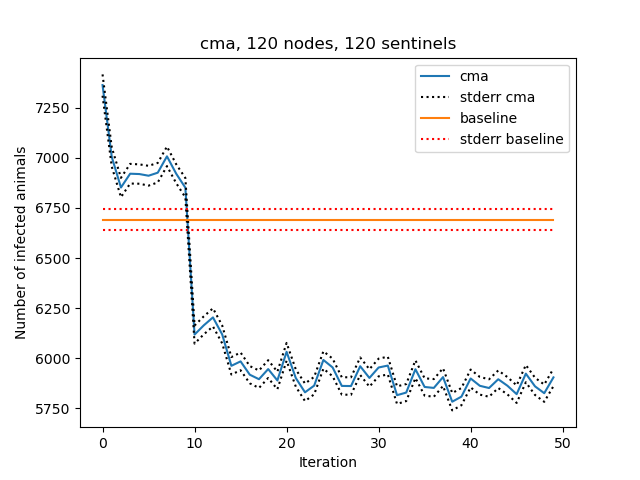 cma, 120 nodes, 120 sentinels
cma
stderr cma
baseline
stderr baseline
Number of infected animals
7250
7000
6750
6500
6250
6000
5750
0
10
20
30
40
50
Iteration